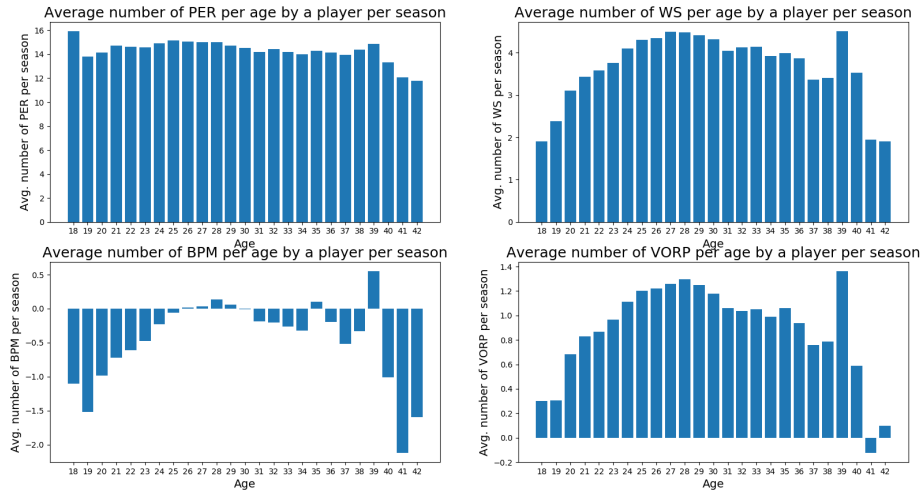 Average number of PER per age by a player per season
Avg. number of PER per season
16
14
12
10
8
6
4
2
0
18 19 20 21 22 23 24 25 26 27 28 29 30 31 32 33 34 35 36 37 38 39 40 41 42
Age
Average number of WS per age by a player per season
Avg. number of WS per season
4
3
2
1
0
18 19 20 21 22 23 24 25 26 27 28 29 30 31 32 33 34 35 36 37 38 39 40 41 42
Age
Average number of BPM per age by a player per season
Avg. number of BPM per season
0.5
0.0
−0.5
−1.0
−1.5
−2.0
18 19 20 21 22 23 24 25 26 27 28 29 30 31 32 33 34 35 36 37 38 39 40 41 42
Age
Average number of VORP per age by a player per season
Avg. number of VORP per season
1.4
1.2
1.0
0.8
0.6
0.4
0.2
0.0
−0.2
18 19 20 21 22 23 24 25 26 27 28 29 30 31 32 33 34 35 36 37 38 39 40 41 42
Age